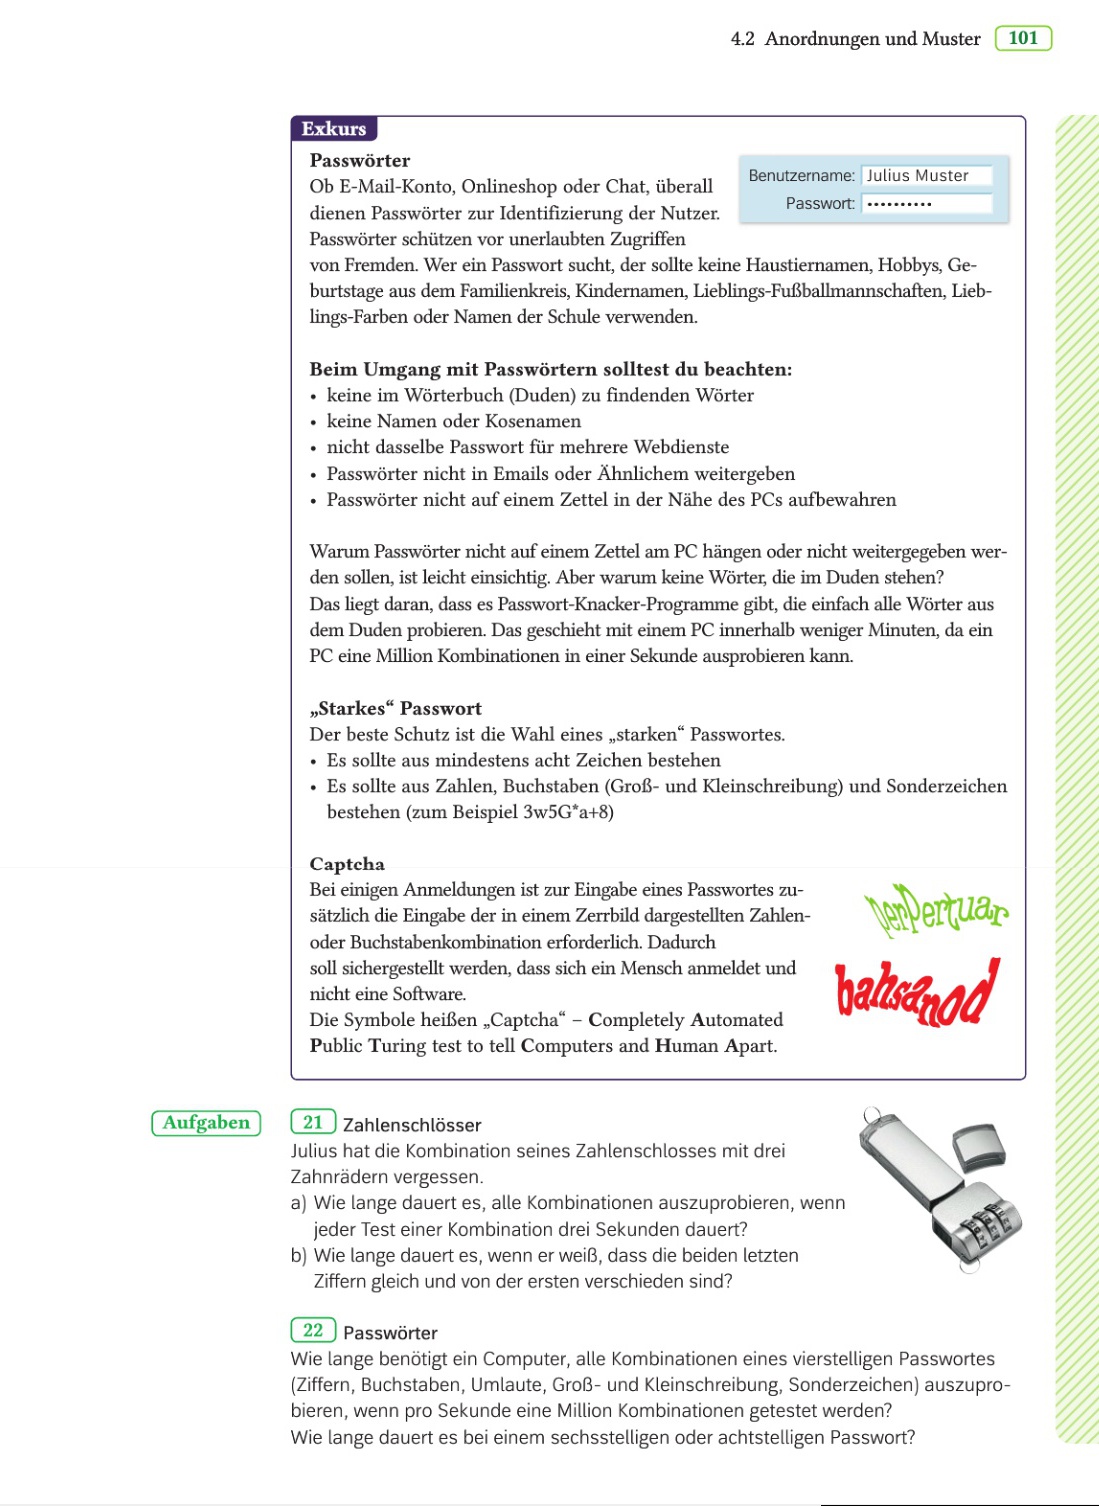 4.2 Anordnungen und Muster 101
Exkurs
Passwörter
Ob E-Mail-Konto, Onlineshop oder Chat, überall
dienen Passwörter zur Identifizierung der Nutzer.
Passwörter schützen vor unerlaubten Zugriffen
von Fremden. Wer ein Passwort sucht, der sollte keine Haustiernamen, Hobbys, Ge-
burtstage aus dem Familienkreis, Kindernamen, Lieblings-Fußballmannschaften, Lieb-
lings-Farben oder Namen der Schule verwenden.
Benutzername: Julius Muster
Passwort: ••••••••••
Beim Umgang mit Passwörtern solltest du beachten:
• keine im Wörterbuch (Duden) zu findenden Wörter
• keine Namen oder Kosenamen
• nicht dasselbe Passwort für mehrere Webdienste
• Passwörter nicht in Emails oder Ähnlichem weitergeben
• Passwörter nicht auf einem Zettel in der Nähe des PCs aufbewahren
Warum Passwörter nicht auf einem Zettel am PC hängen oder nicht weitergegeben wer-
den sollen, ist leicht einsichtig. Aber warum keine Wörter, die im Duden stehen?
Das liegt daran, dass es Passwort-Knacker-Programme gibt, die einfach alle Wörter aus
dem Duden probieren. Das geschieht mit einem PC innerhalb weniger Minuten, da ein
PC eine Million Kombinationen in einer Sekunde ausprobieren kann.
„Starkes“ Passwort
Der beste Schutz ist die Wahl eines „starken“ Passwortes.
• Es sollte aus mindestens acht Zeichen bestehen
• Es sollte aus Zahlen, Buchstaben (Groß- und Kleinschreibung) und Sonderzeichen
bestehen (zum Beispiel 3w5G*a+8)
Captcha
Bei einigen Anmeldungen ist zur Eingabe eines Passwortes zu-
sätzlich die Eingabe der in einem Zerrbild dargestellten Zahlen-
oder Buchstabenkombination erforderlich. Dadurch
soll sichergestellt werden, dass sich ein Mensch anmeldet und
nicht eine Software.
Die Symbole heißen „Captcha“ – Completely Automated
Public Turing test to tell Computers and Human Apart.
perpertuar
bahsanod
Aufgaben
21 Zahlenschlösser
Julius hat die Kombination seines Zahlenschlosses mit drei
Zahnrädern vergessen.
a) Wie lange dauert es, alle Kombinationen auszuprobieren, wenn
jeder Test einer Kombination drei Sekunden dauert?
b) Wie lange dauert es, wenn er weiß, dass die beiden letzten
Ziffern gleich und von der ersten verschieden sind?
22 Passwörter
Wie lange benötigt ein Computer, alle Kombinationen eines vierstelligen Passwortes
(Ziffern, Buchstaben, Umlaute, Groß- und Kleinschreibung, Sonderzeichen) auszupro-
bieren, wenn pro Sekunde eine Million Kombinationen getestet werden?
Wie lange dauert es bei einem sechsstelligen oder achtstelligen Passwort?